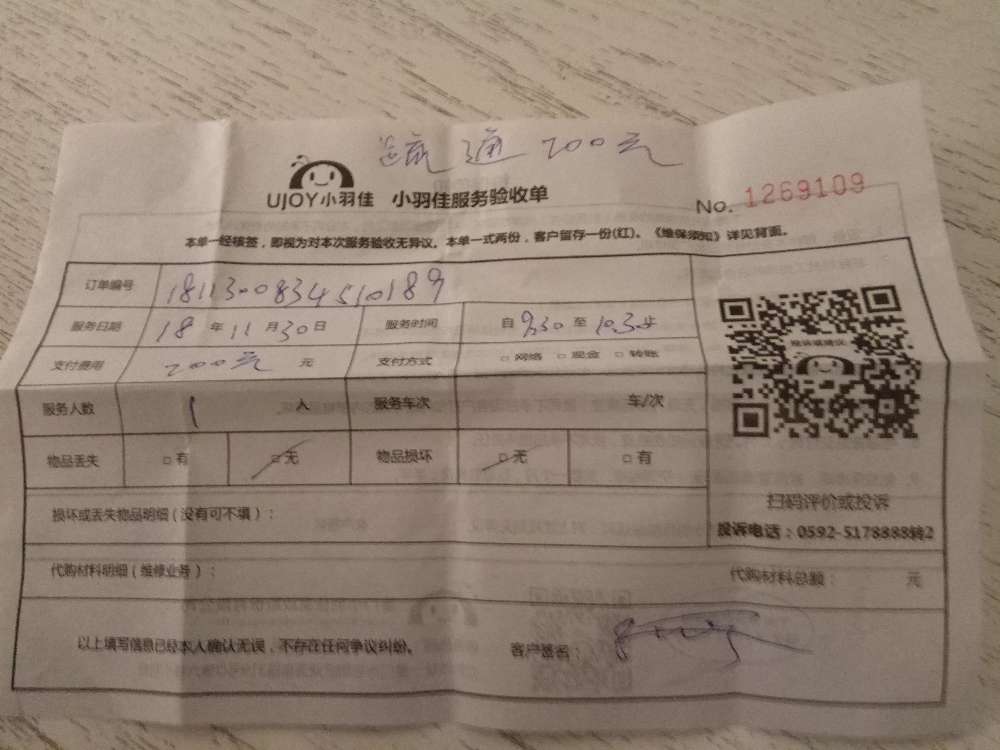 通 200元
UJOY小羽佳 小羽佳服务验收单 No. 1269109
本单一经核签，即视为对本次服务验收无异议。本单一式两份，客户留存一份(红)。《维保须知》详见背面。
订单编号 1811300834510189
服务日期 18 年 11 月 30 日 服务时间 自 9.30 至 10.30
支付费用 200元 元 支付方式 □ 网络 □ 现金 □ 转账
投诉或建议
服务人数 1 人 服务车次 车/次
物品丢失 □ 有 □ 无 物品损坏 □ 无 □ 有
扫码评价或投诉
投诉电话：0592-5178888转2
损坏或丢失物品明细(没有可不填)：
代购材料明细(维修业务)： 代购材料总额： 元
以上填写信息已经本人确认无误，不存在任何争议纠纷。 客户签名：